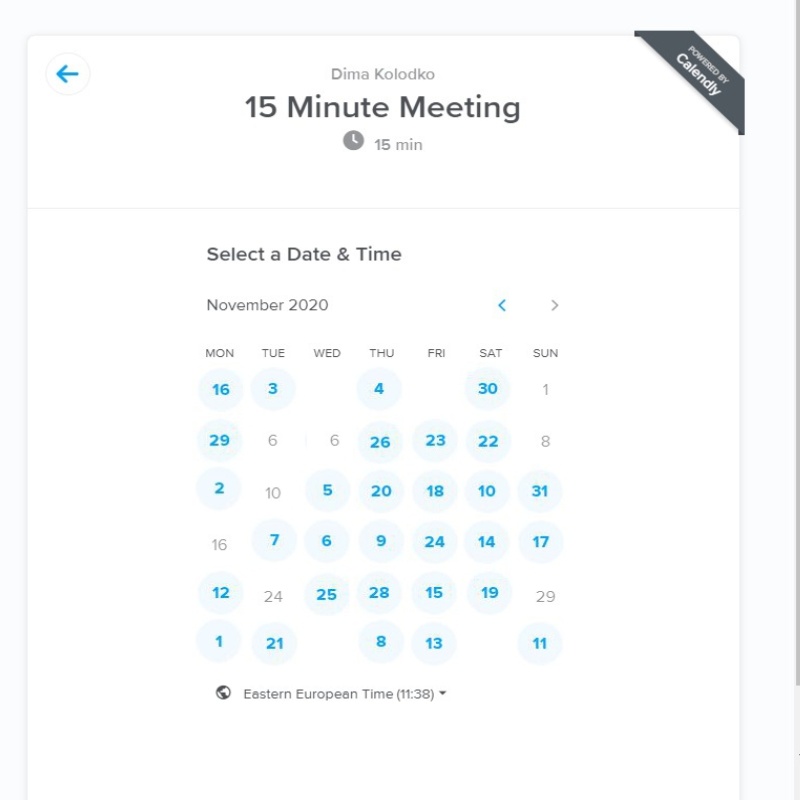 POWERED BY
Calendly
Dima Kolodko
15 Minute Meeting
15 min
Select a Date & Time
November 2020
MON TUE WED THU FRI SAT SUN
16 3 4 30 1
29 6 6 26 23 22 8
2 10 5 20 18 10 31
16 7 6 9 24 14 17
12 24 25 28 15 19 29
1 21 8 13 11
Eastern European Time (11:38)